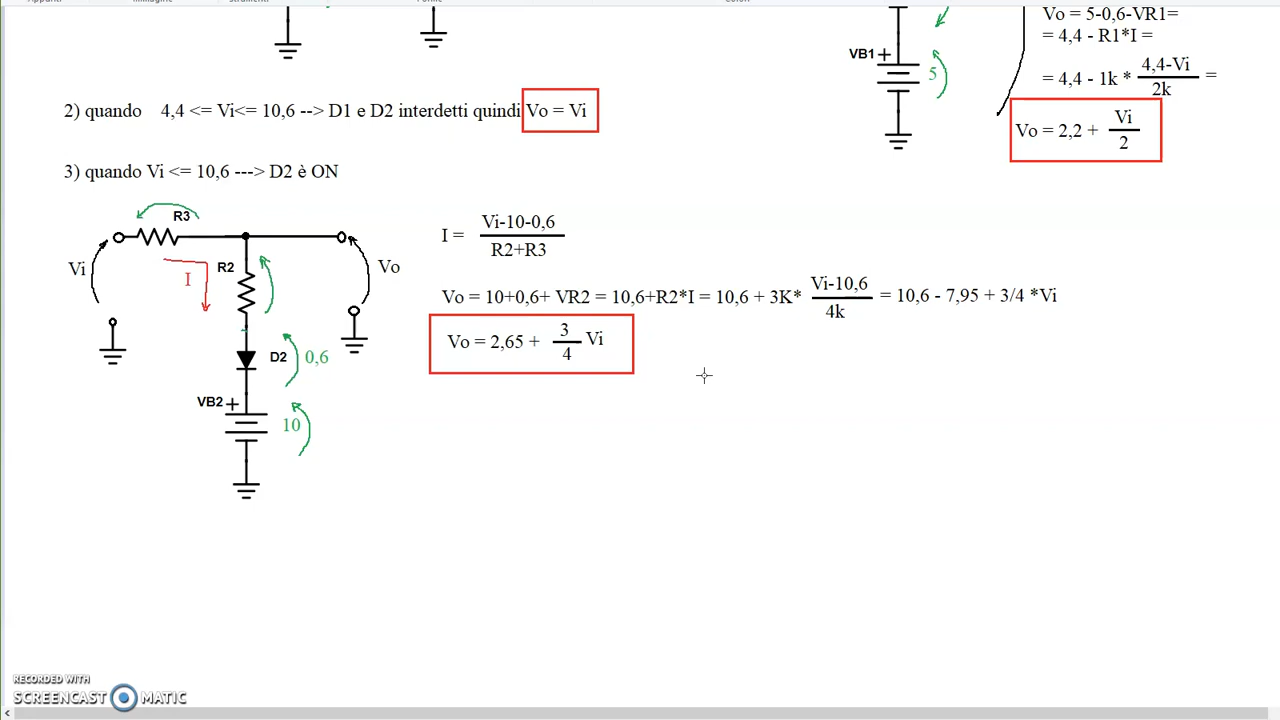 Vo = 5-0,6-VR1=
= 4,4 - R1*I =
= 4,4 - 1k * 4,4-Vi / 2k =
Vo = 2,2 + Vi / 2
VB1 +
5
2) quando 4,4 <= Vi<= 10,6 --> D1 e D2 interdetti quindi Vo = Vi
3) quando Vi <= 10,6 ---> D2 è ON
R3
Vi
I
R2
Vo
D2
0,6
VB2 +
10
I = Vi-10-0,6 / R2+R3
Vo = 10+0,6+ VR2 = 10,6+R2*I = 10,6 + 3K* Vi-10,6 / 4k = 10,6 - 7,95 + 3/4 *Vi
Vo = 2,65 + 3 / 4 Vi
RECORDED WITH
SCREENCAST MATIC